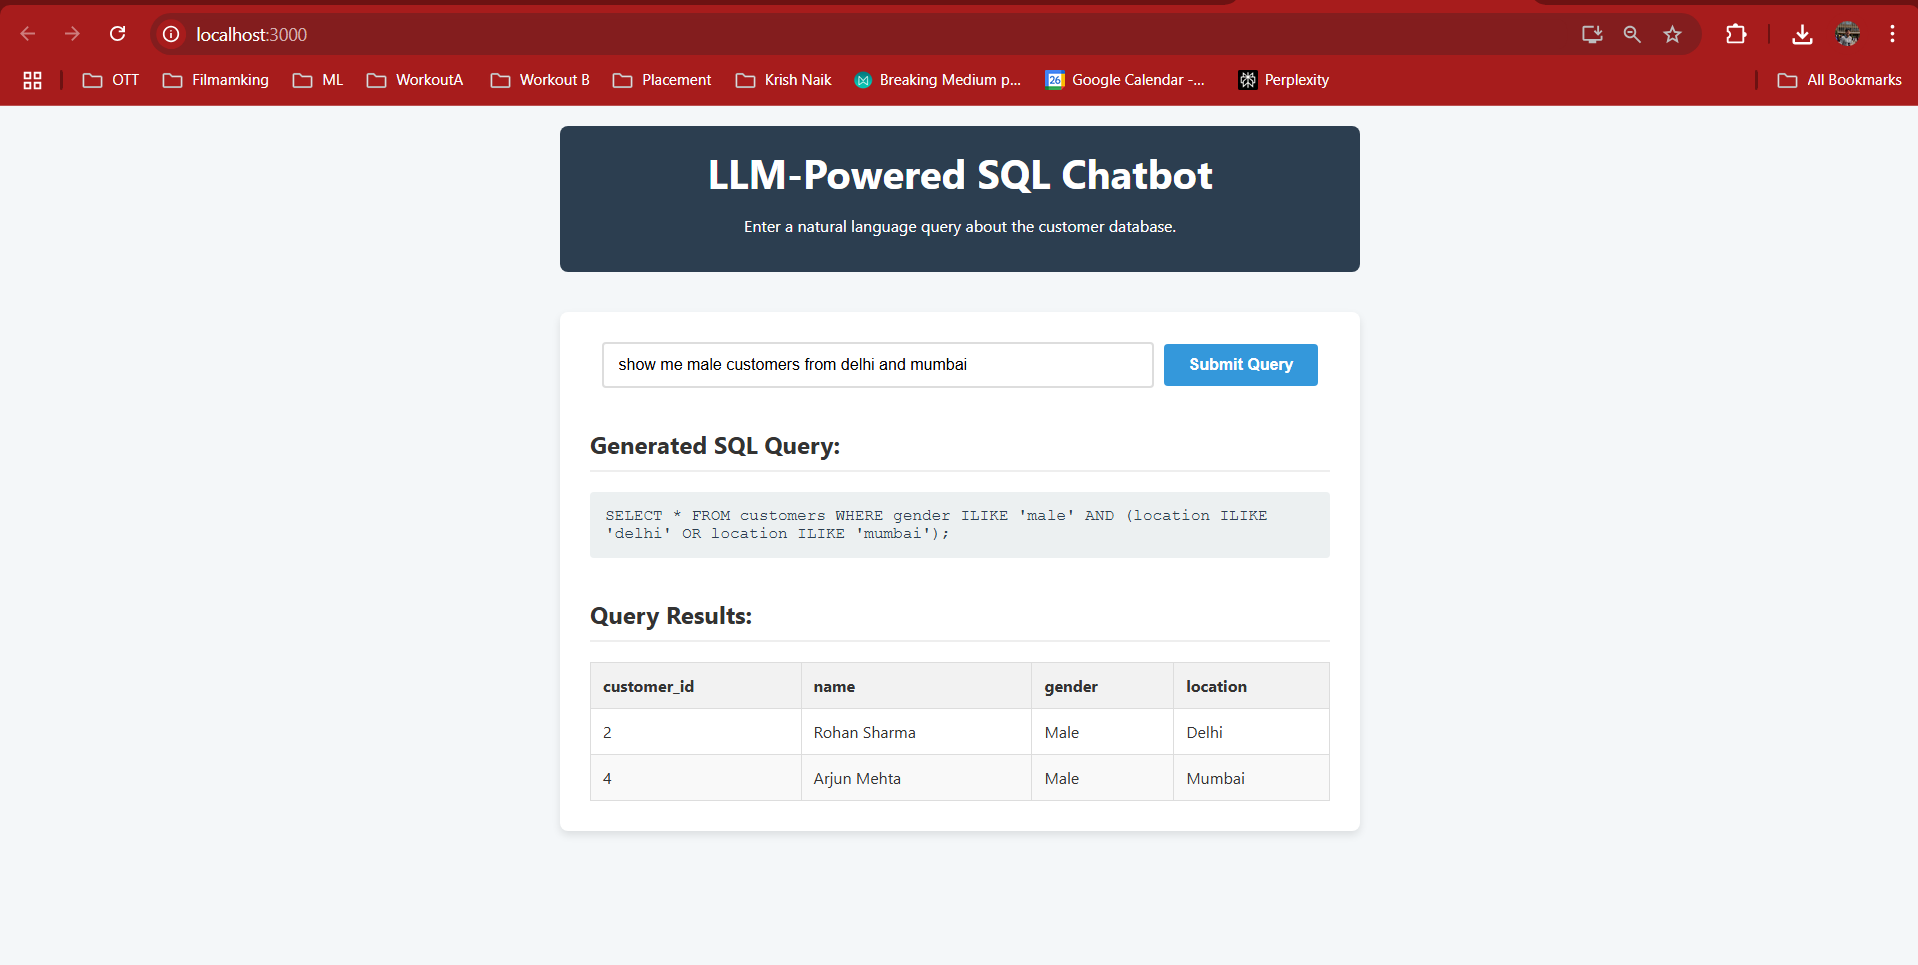 localhost:3000
OTT Filmamking ML WorkoutA Workout B Placement Krish Naik Breaking Medium p... 26 Google Calendar -... Perplexity All Bookmarks
LLM-Powered SQL Chatbot
Enter a natural language query about the customer database.
show me male customers from delhi and mumbai Submit Query
Generated SQL Query:
SELECT * FROM customers WHERE gender ILIKE 'male' AND (location ILIKE
'delhi' OR location ILIKE 'mumbai');
Query Results:
customer_id name gender location
2 Rohan Sharma Male Delhi
4 Arjun Mehta Male Mumbai